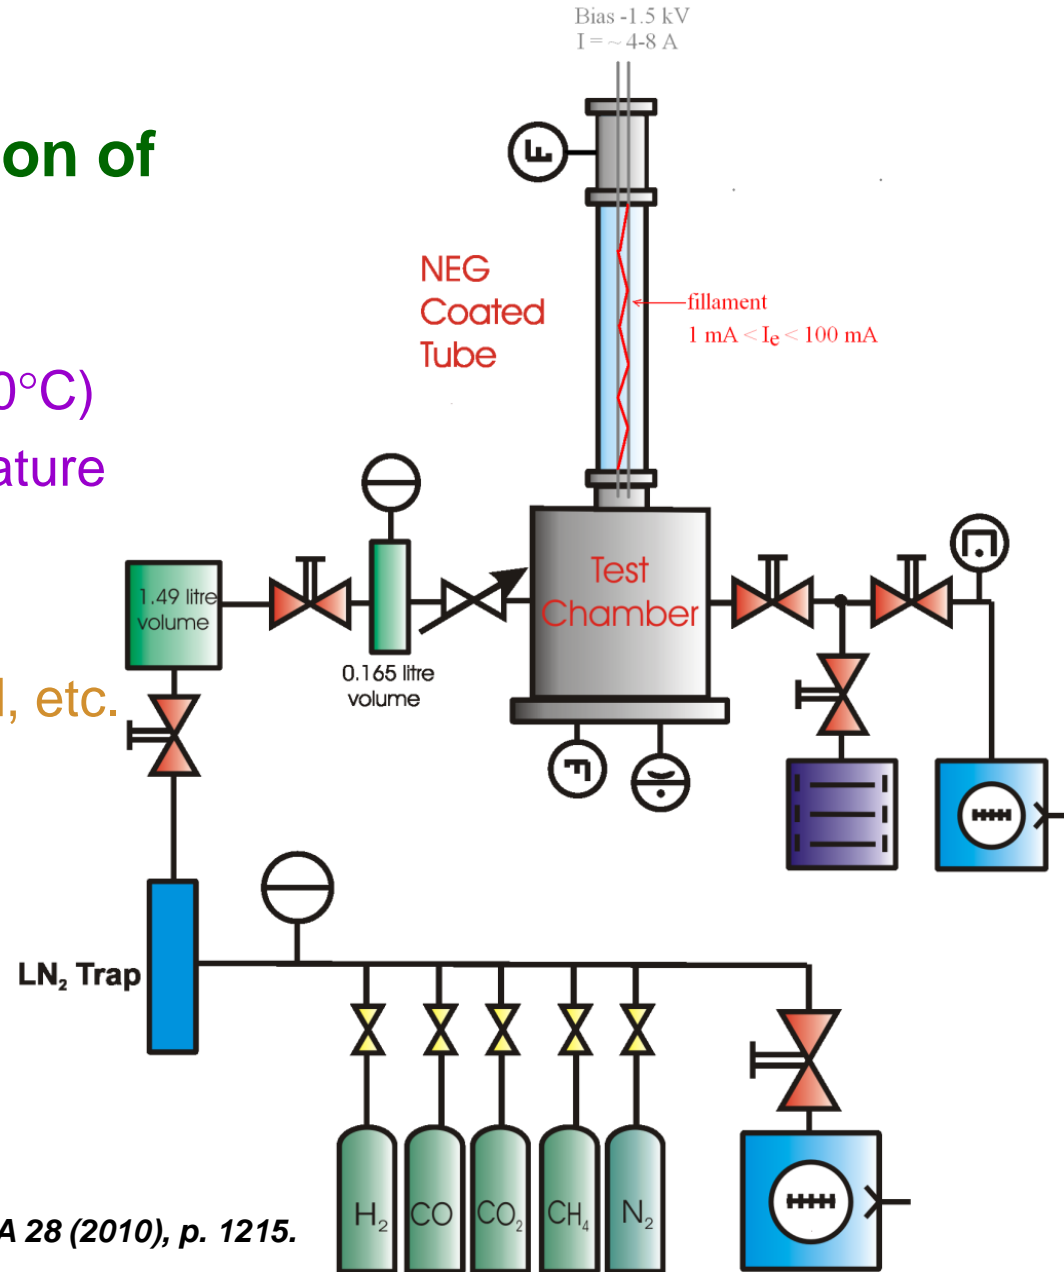 Bias -1.5 kV
I = ~ 4-8 A
on of
NEG
Coated
Tube
fillament
1 mA < Ie < 100 mA
0°C)
ature
1.49 litre
volume
Test
Chamber
0.165 litre
volume
l, etc.
LN₂ Trap
H₂
CO
CO₂
CH₄
N₂
A 28 (2010), p. 1215.